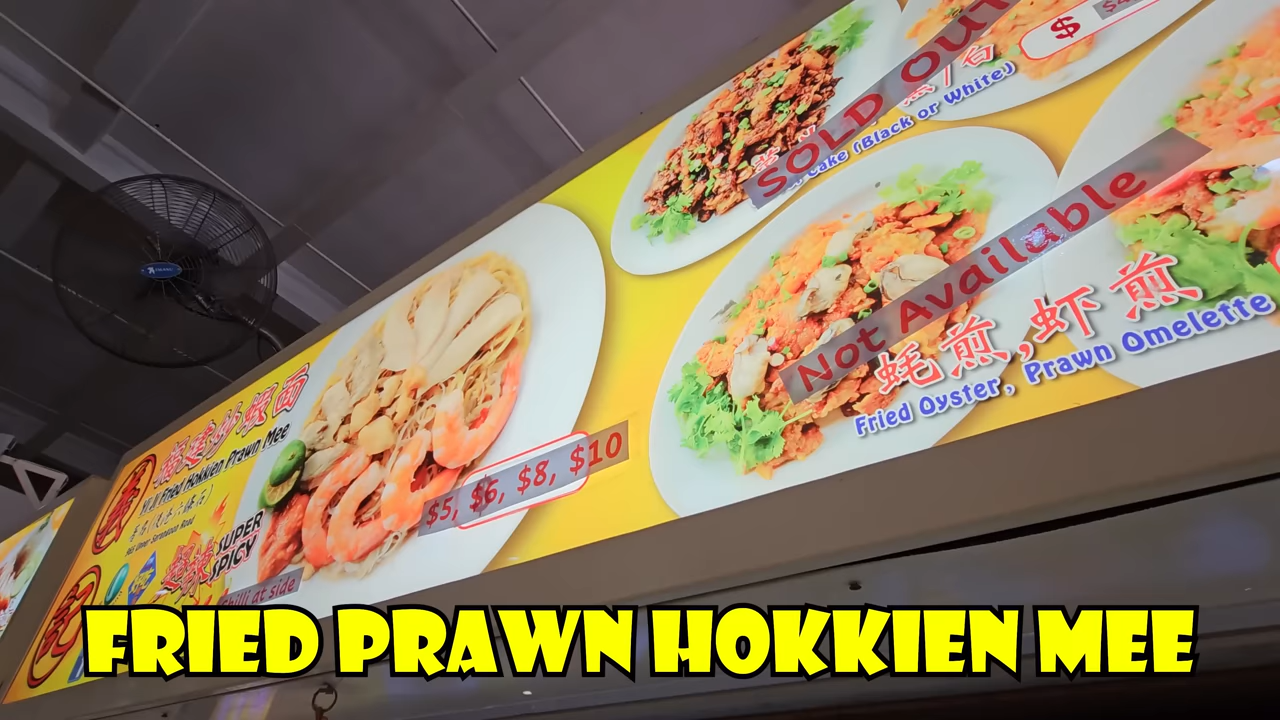 福建炒虾面
Fried Hokkien Prawn Mee
SUPER
SPICY
Chilli at side
$5, $6, $8, $10
SOLD OUT
Cake (Black or White)
$
Not Available
蚝煎,虾煎
Fried Oyster, Prawn Omelette
FRIED PRAWN HOKKIEN MEE